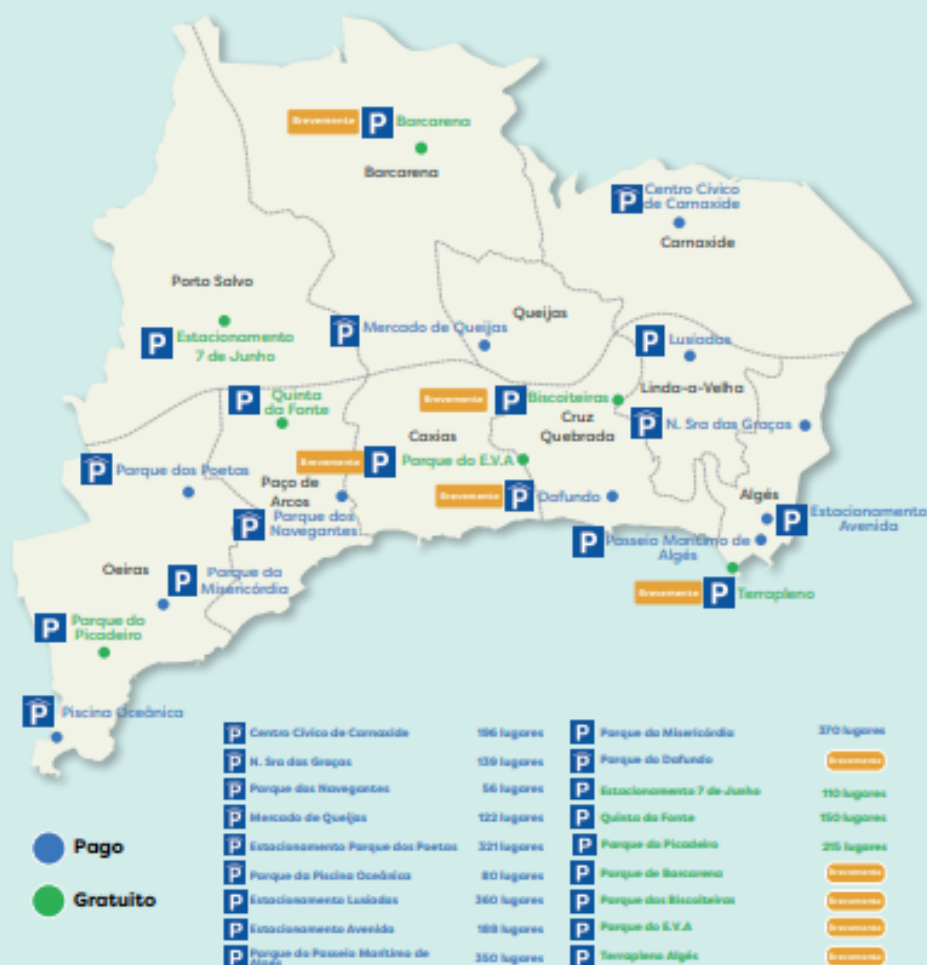 Brevemente P Barcarena
Barcarena
P Centro Cívico
de Carnaxide
Carnaxide
Porto Salvo
Queijas
P Mercado de Queijas
P Estacionamento
7 de Junho
P Lusiadas
Linda-a-Velha
P Quinta
da Fonte
Brevemente P Biscoiteiras
Cruz
Quebrada
P N. Sra das Graças
Caxias
Brevemente P Parque do E.V.A
P Parque dos Poetas
Paço de
Arcos
Brevemente P Dafundo
Algés
P Estacionamento
Avenida
P Parque dos
Navegantes
P Passeio Marítimo de
Algés
Oeiras
P Parque da
Misericórdia
Brevemente P Terrapleno
P Parque do
Picadeiro
P Piscina Oceânica
P Centro Cívico de Carnaxide 196 lugares
P N. Sra das Graças 139 lugares
P Parque dos Navegantes 56 lugares
P Mercado de Queijas 122 lugares
P Estacionamento Parque dos Poetas 321 lugares
P Parque da Piscina Oceânica 80 lugares
P Estacionamento Lusiadas 360 lugares
P Estacionamento Avenida 188 lugares
P Parque do Passeio Marítimo de
Algés 350 lugares
P Parque da Misericórdia 370 lugares
P Parque do Dafundo Brevemente
P Estacionamento 7 de Junho 110 lugares
P Quinta da Fonte 150 lugares
P Parque do Picadeiro 215 lugares
P Parque de Barcarena Brevemente
P Parque das Biscoiteiras Brevemente
P Parque do E.V.A Brevemente
P Terrapleno Algés Brevemente
Pago
Gratuito